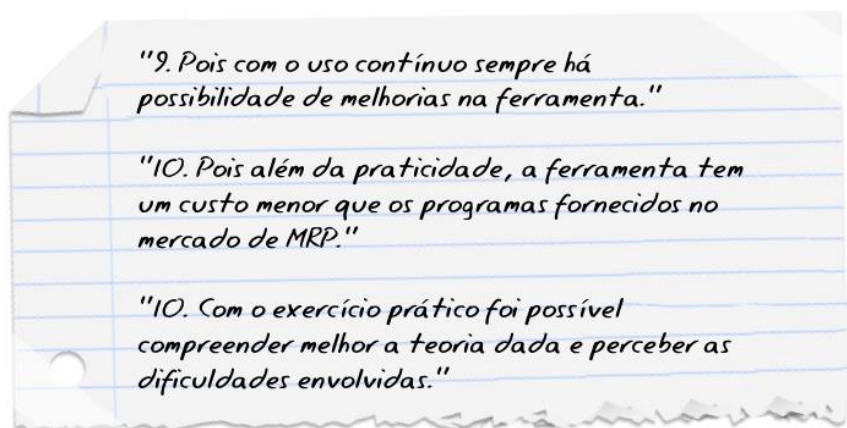 "9. Pois com o uso contínuo sempre há
possibilidade de melhorias na ferramenta."
"10. Pois além da praticidade, a ferramenta tem
um custo menor que os programas fornecidos no
mercado de MRP."
"10. Com o exercício prático foi possível
compreender melhor a teoria dada e perceber as
dificuldades envolvidas."